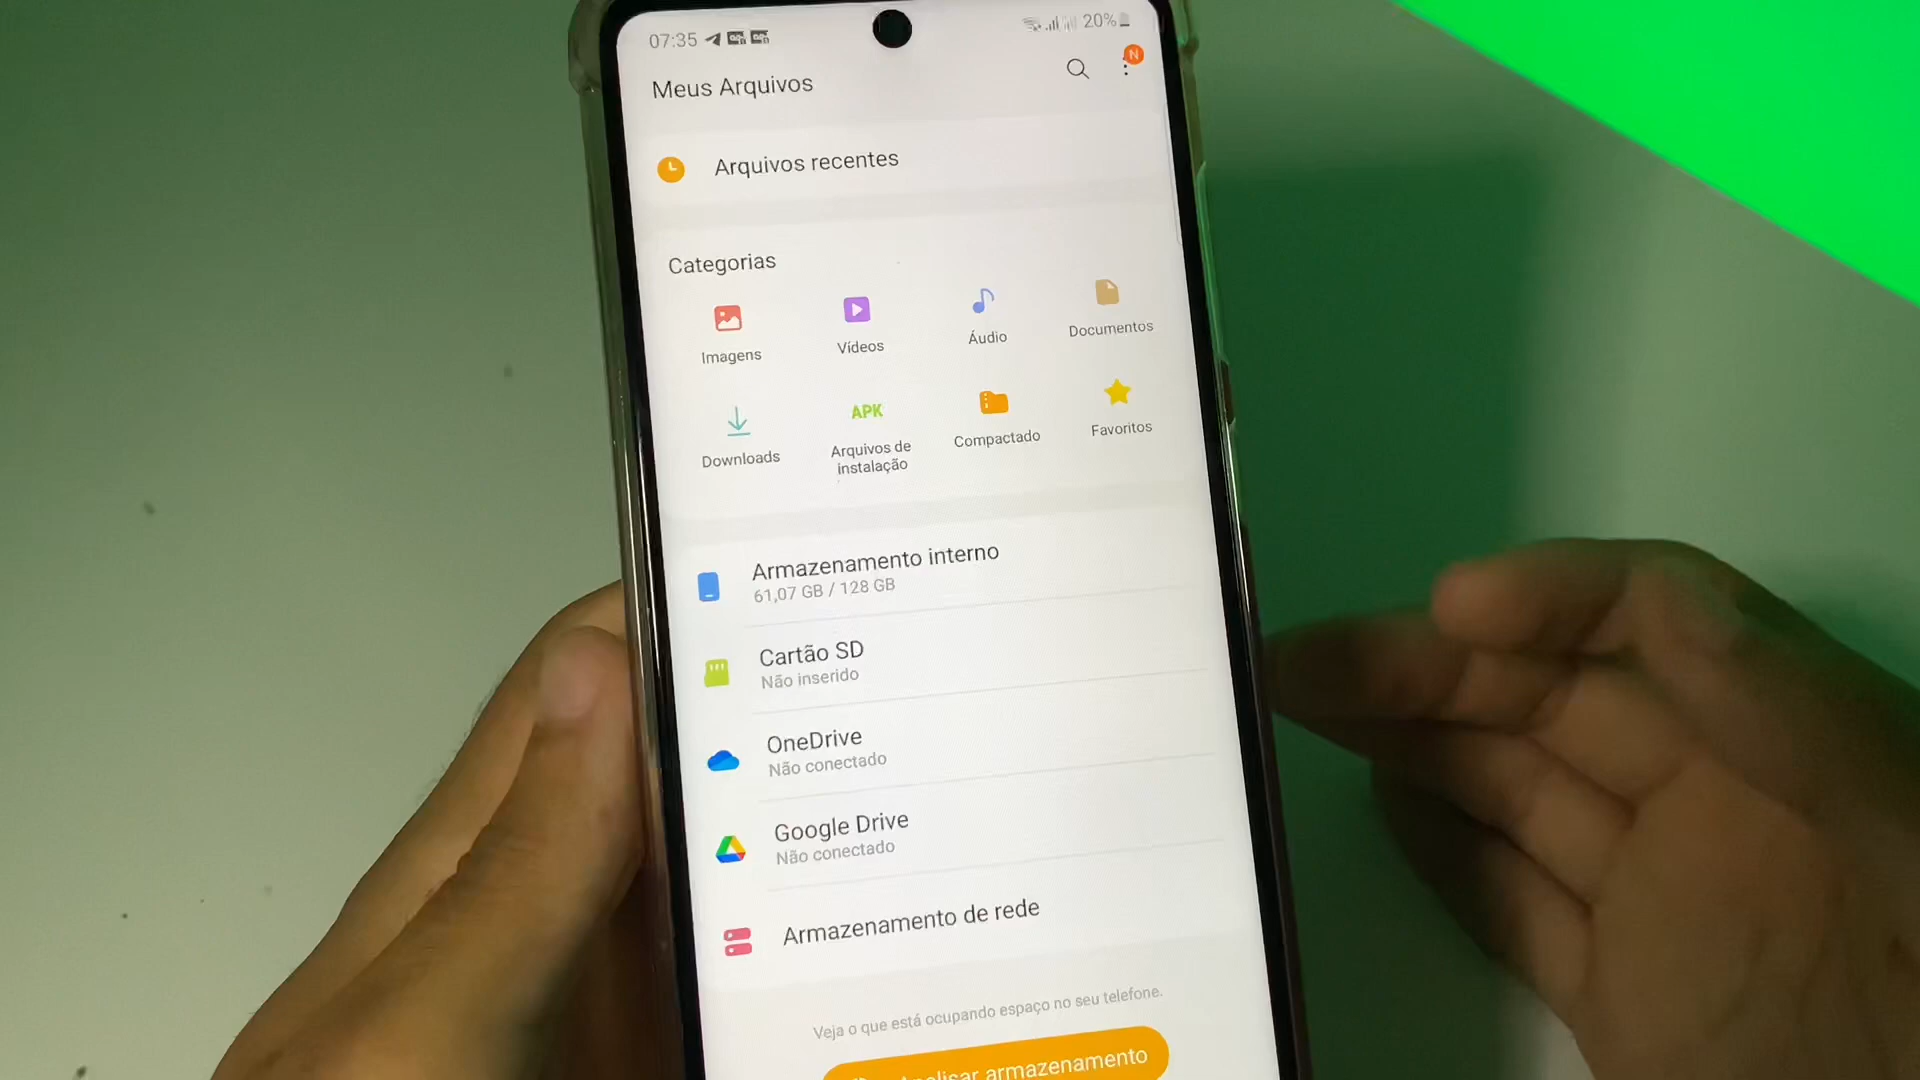 07:35
20%
N
Meus Arquivos
Arquivos recentes
Categorias
Imagens
Vídeos
Áudio
Documentos
Downloads
APK
Arquivos de
instalação
Compactado
Favoritos
Armazenamento interno
61,07 GB / 128 GB
Cartão SD
Não inserido
OneDrive
Não conectado
Google Drive
Não conectado
Armazenamento de rede
Veja o que está ocupando espaço no seu telefone.
Analisar armazenamento